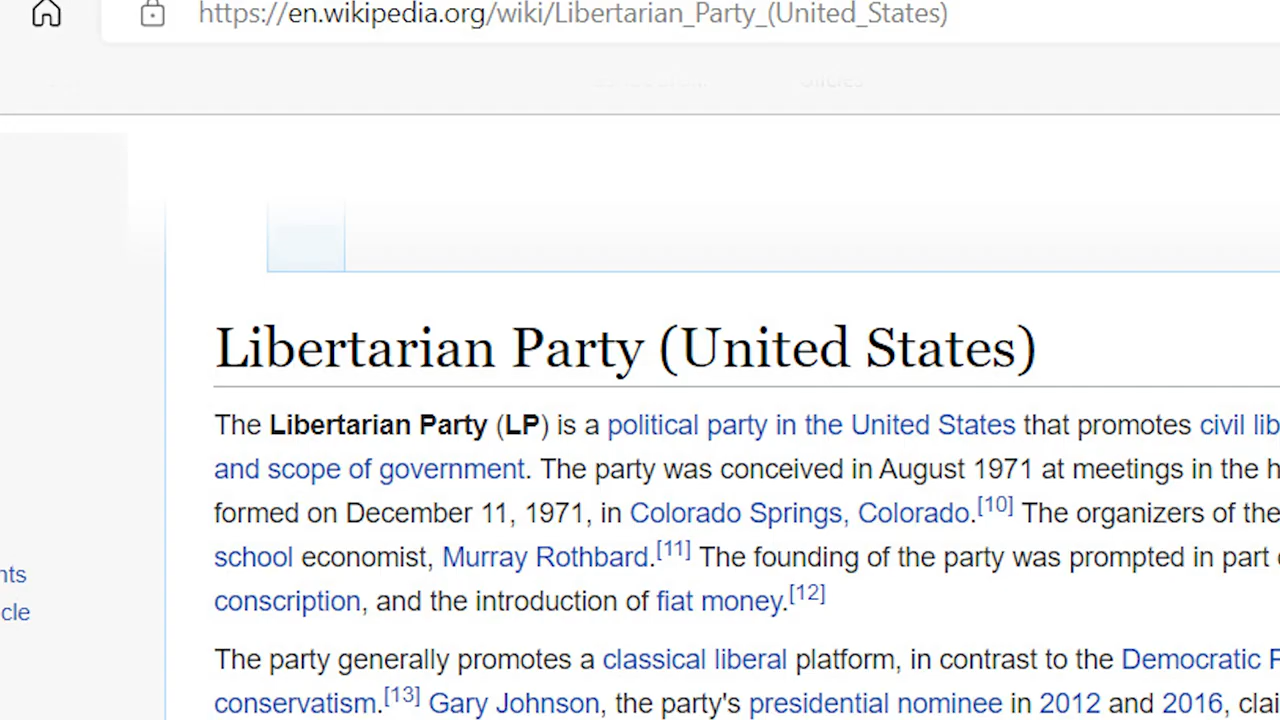 https://en.wikipedia.org/wiki/Libertarian_Party_(United_States)
Libertarian Party (United States)
The Libertarian Party (LP) is a political party in the United States that promotes civil lib
and scope of government. The party was conceived in August 1971 at meetings in the h
formed on December 11, 1971, in Colorado Springs, Colorado.[10] The organizers of the
school economist, Murray Rothbard.[11] The founding of the party was prompted in part
nts
conscription, and the introduction of fiat money.[12]
cle
The party generally promotes a classical liberal platform, in contrast to the Democratic
conservatism.[13] Gary Johnson, the party's presidential nominee in 2012 and 2016, clai